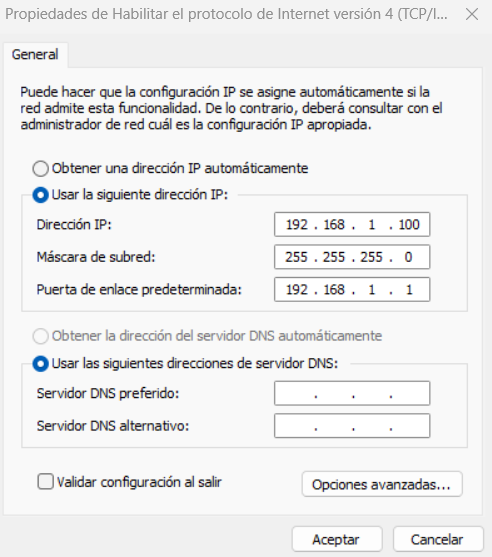 Propiedades de Habilitar el protocolo de Internet versión 4 (TCP/I...
General
Puede hacer que la configuración IP se asigne automáticamente si la
red admite esta funcionalidad. De lo contrario, deberá consultar con el
administrador de red cuál es la configuración IP apropiada.
Obtener una dirección IP automáticamente
Usar la siguiente dirección IP:
Dirección IP: 192 . 168 . 1 . 100
Máscara de subred: 255 . 255 . 255 . 0
Puerta de enlace predeterminada: 192 . 168 . 1 . 1
Obtener la dirección del servidor DNS automáticamente
Usar las siguientes direcciones de servidor DNS:
Servidor DNS preferido: . . .
Servidor DNS alternativo: . . .
Validar configuración al salir
Opciones avanzadas...
Aceptar
Cancelar